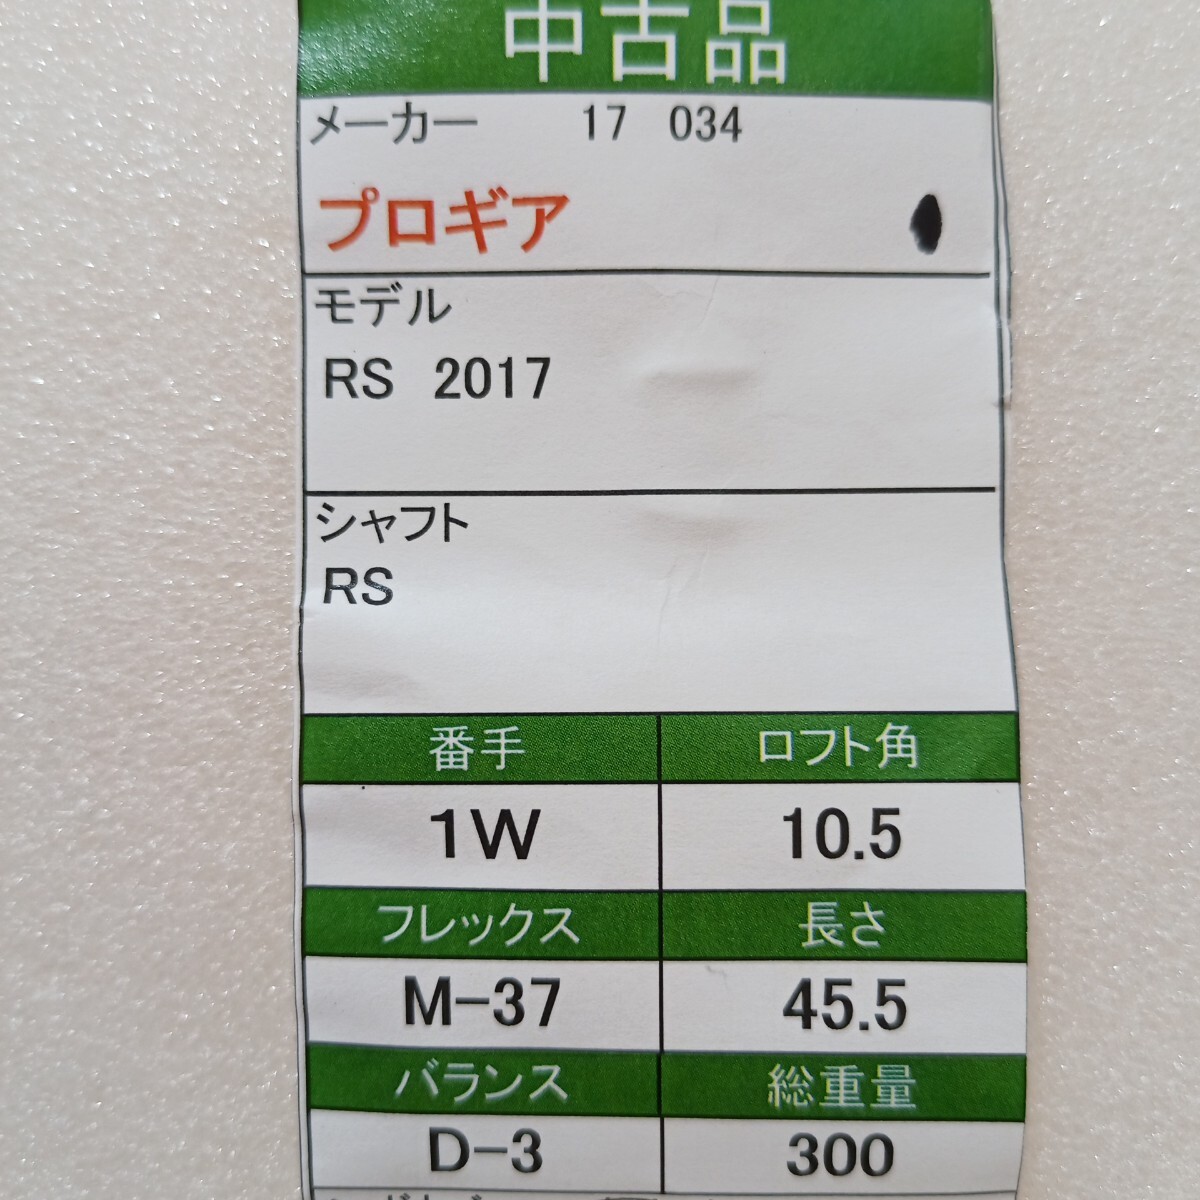 中古品
メーカー 17 034
プロギア
モデル
RS 2017
シャフト
RS
番手 ロフト角
1W 10.5
フレックス 長さ
M-37 45.5
バランス 総重量
D-3 300